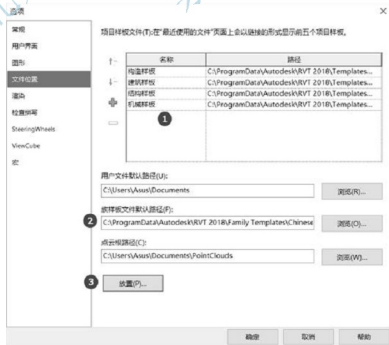 选项
常规
用户界面
图形
文件位置
渲染
检查拼写
SteeringWheels
ViewCube
宏
项目样板文件(T):在“最近使用的文件”页面上会以链接的形式显示前五个项目样板。
名称 路径
构造样板 C:\ProgramData\Autodesk\RVT 2018\Templates...
建筑样板 C:\ProgramData\Autodesk\RVT 2018\Templates...
结构样板 C:\ProgramData\Autodesk\RVT 2018\Templates...
机械样板 C:\ProgramData\Autodesk\RVT 2018\Templates...
1
用户文件默认路径(U):
C:\Users\Asus\Documents 浏览(R)...
族样板文件默认路径(F):
2 C:\ProgramData\Autodesk\RVT 2018\Family Templates\Chinese 浏览(O)...
点云根路径(C):
C:\Users\Asus\Documents\PointClouds 浏览(W)...
3 放置(P)...
确定 取消 帮助